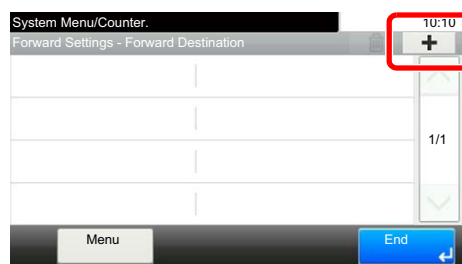 System Menu/Counter.
10:10
Forward Settings - Forward Destination
+
1/1
Menu
End